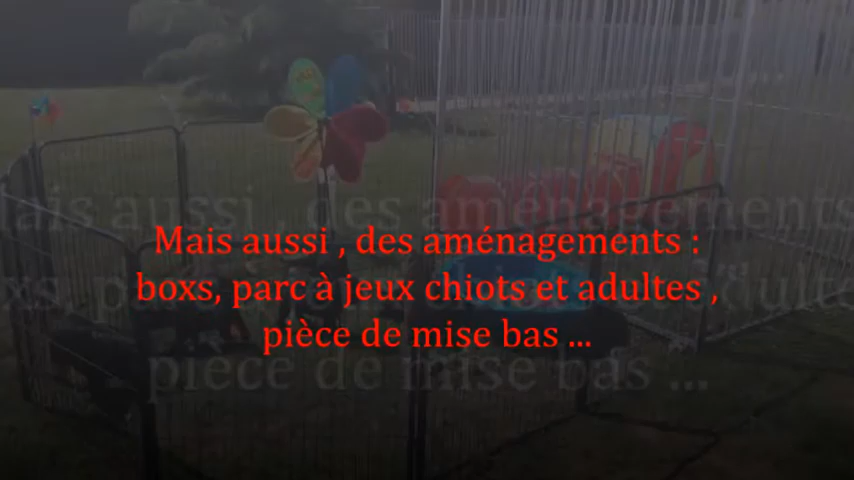 Mais aussi , des aménagements :
boxs, parc à jeux chiots et adultes ,
pièce de mise bas ...